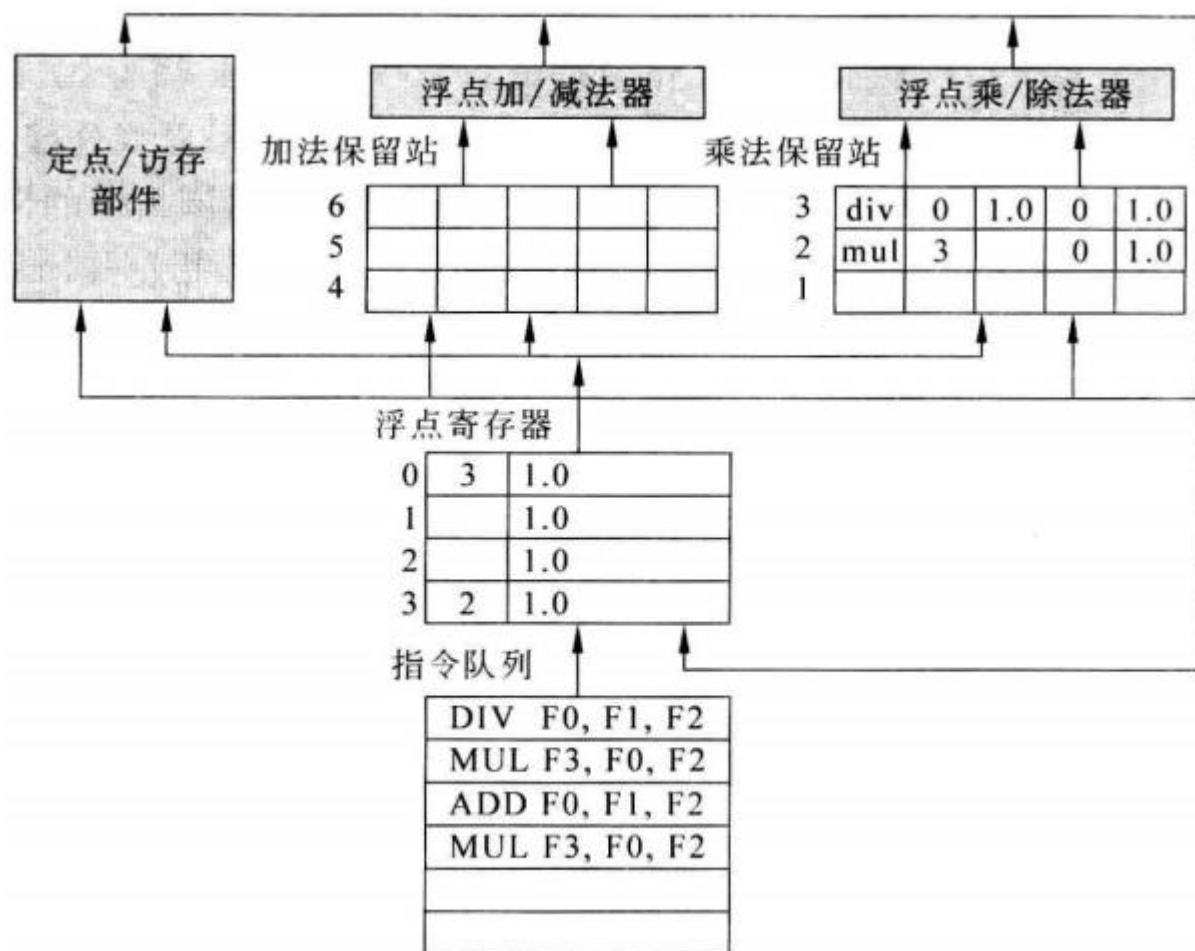 定点/访存
部件
浮点加/减法器
浮点乘/除法器
加法保留站
乘法保留站
6
5
4
3 div 0 1.0 0 1.0
2 mul 3 0 1.0
1
浮点寄存器
0 3 1.0
1 1.0
2 1.0
3 2 1.0
指令队列
DIV F0, F1, F2
MUL F3, F0, F2
ADD F0, F1, F2
MUL F3, F0, F2